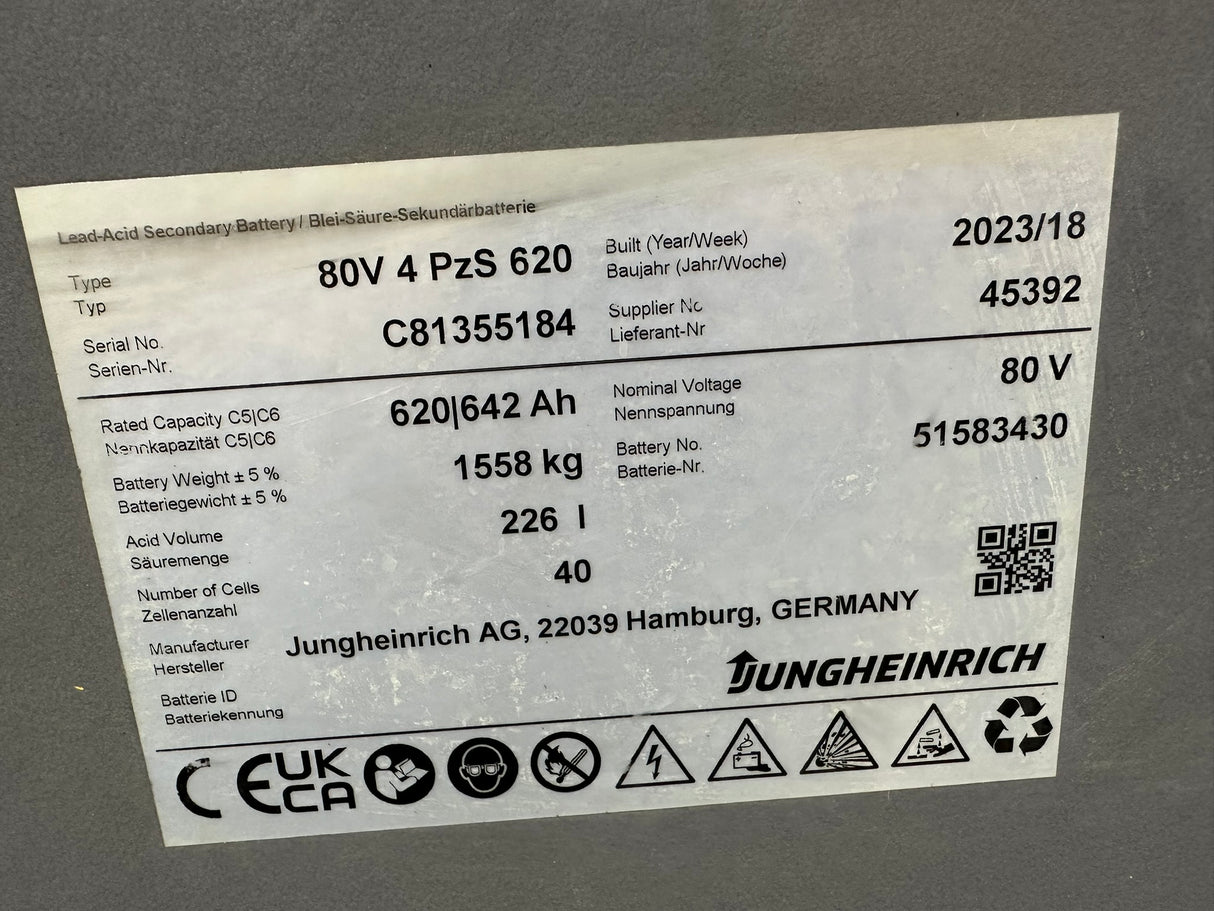 Lead-Acid Secondary Battery / Blei-Säure-Sekundärbatterie
Type
Typ
80V 4 PzS 620
Built (Year/Week)
Baujahr (Jahr/Woche)
2023/18
Serial No.
Serien-Nr.
C81355184
Supplier No
Lieferant-Nr
45392
Rated Capacity C5|C6
Nennkapazität C5|C6
620|642 Ah
Nominal Voltage
Nennspannung
80 V
Battery Weight ± 5 %
Batteriegewicht ± 5 %
1558 kg
Battery No.
Batterie-Nr.
51583430
Acid Volume
Säuremenge
226 l
Number of Cells
Zellenanzahl
40
Manufacturer
Hersteller
Jungheinrich AG, 22039 Hamburg, GERMANY
Batterie ID
Batteriekennung
JUNGHEINRICH
CE
UK
CA